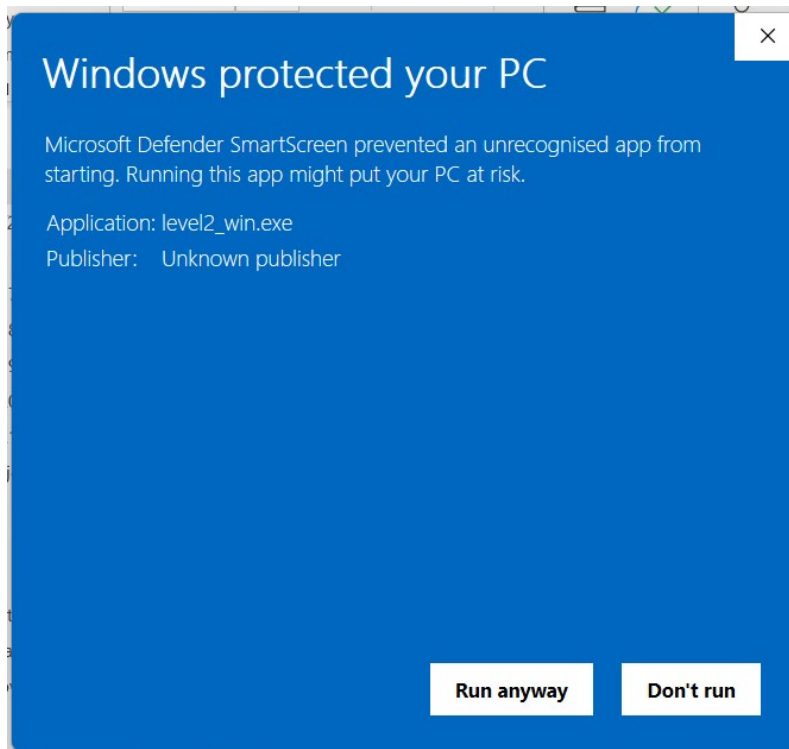 Windows protected your PC
Microsoft Defender SmartScreen prevented an unrecognised app from
starting. Running this app might put your PC at risk.
Application: level2_win.exe
Publisher: Unknown publisher
Run anyway Don't run